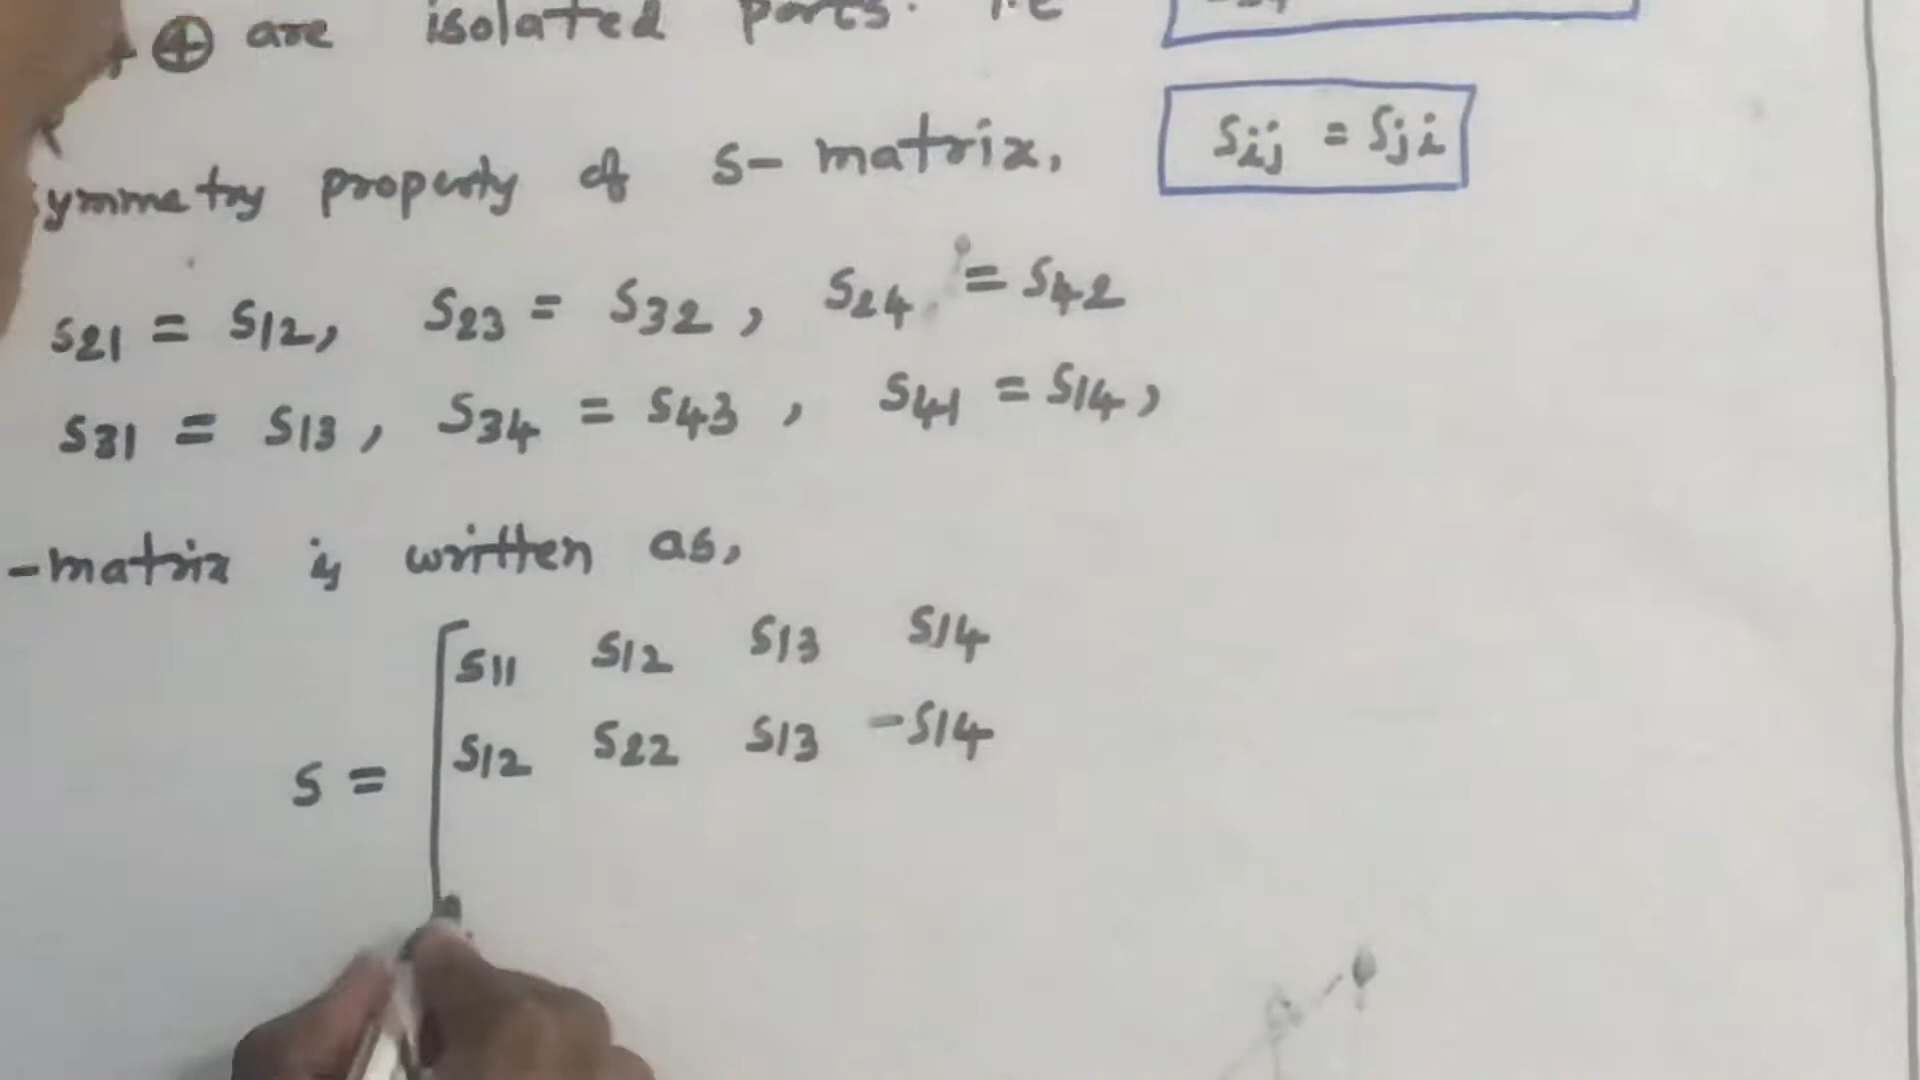 ④ are isolated ports. i.e
symmetry property of S- matrix, Sij = Sji
S21 = S12, S23 = S32, S24 = S42
S31 = S13, S34 = S43, S41 = S14,
-matrix is written as,
S11 S12 S13 S14
S12 S22 S13 -S14
S =